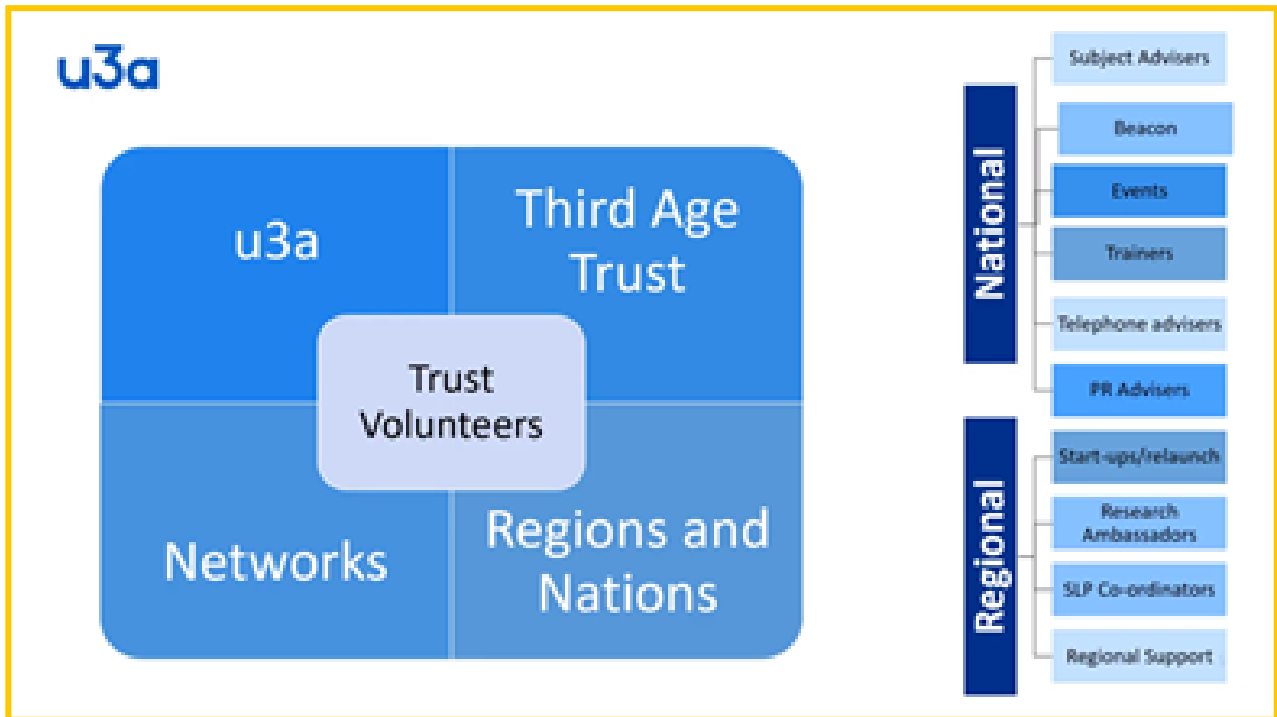 u3a
u3a
Third Age
Trust
Trust
Volunteers
Networks
Regions and
Nations
National
Subject Advisers
Beacon
Events
Trainers
Telephone advisers
PR Advisers
Regional
Start-ups/relaunch
Research
Ambassadors
SLP Co-ordinators
Regional Support